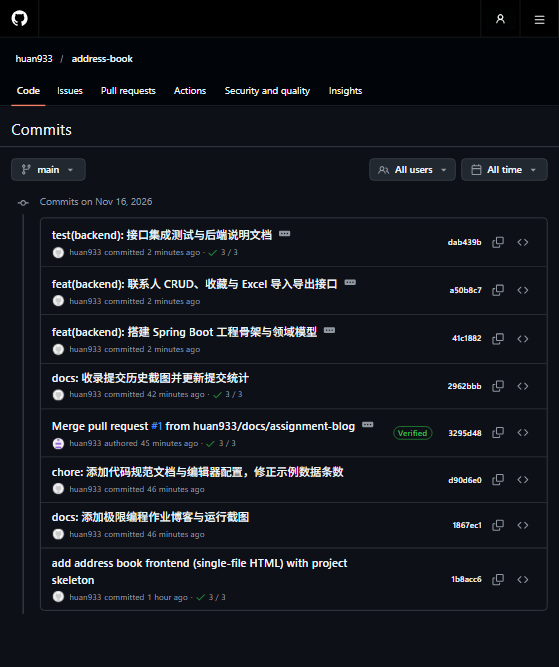 huan933 / address-book
Code Issues Pull requests Actions Security and quality Insights
Commits
main All users All time
Commits on Nov 16, 2026
test(backend): 接口集成测试与后端说明文档
dab439b
huan933 committed 2 minutes ago · 3 / 3
feat(backend): 联系人 CRUD、收藏与 Excel 导入导出接口
a50b8c7
huan933 committed 2 minutes ago
feat(backend): 搭建 Spring Boot 工程骨架与领域模型
41c1882
huan933 committed 2 minutes ago
docs: 收录提交历史截图并更新提交统计
2962bbb
huan933 committed 42 minutes ago · 3 / 3
Merge pull request #1 from huan933/docs/assignment-blog
Verified 3295d48
huan933 authored 45 minutes ago · 3 / 3
chore: 添加代码规范文档与编辑器配置，修正示例数据条数
d90d6e0
huan933 committed 46 minutes ago
docs: 添加极限编程作业博客与运行截图
1867ec1
huan933 committed 46 minutes ago
add address book frontend (single-file HTML) with project
skeleton
1b8acc6
huan933 committed 1 hour ago · 3 / 3